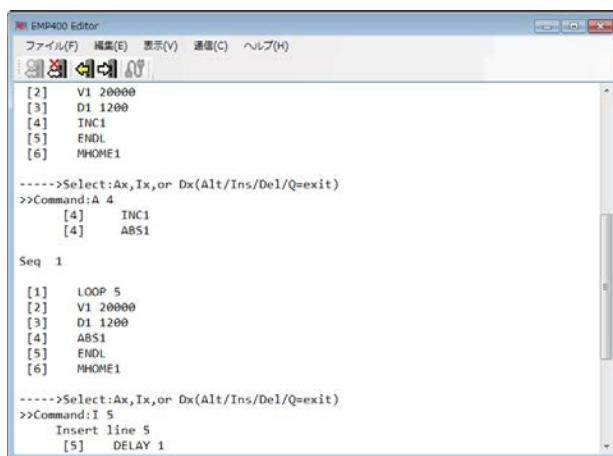 EMP400 Editor
ファイル(F) 編集(E) 表示(V) 通信(C) ヘルプ(H)
[2] V1 20000
[3] D1 1200
[4] INC1
[5] ENDL
[6] MHOME1
----->Select:Ax,Ix,or Dx(Alt/Ins/Del/Q=exit)
>>Command:A 4
[4] INC1
[4] ABS1
Seq 1
[1] LOOP 5
[2] V1 20000
[3] D1 1200
[4] ABS1
[5] ENDL
[6] MHOME1
----->Select:Ax,Ix,or Dx(Alt/Ins/Del/Q=exit)
>>Command:I 5
Insert line 5
[5] DELAY 1